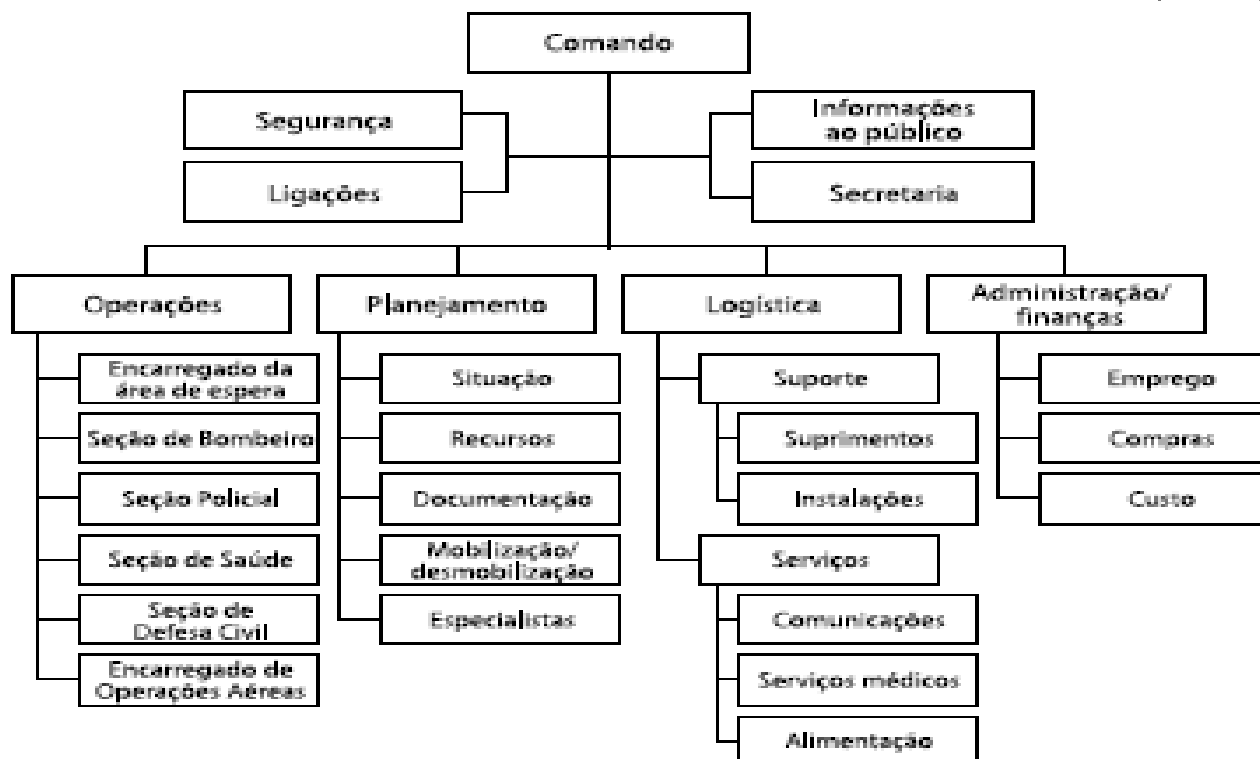 Comando
Segurança
Informações
ao público
Ligações
Secretaria
Operações
Planejamento
Logística
Administração/
finanças
Encarregado da
área de espera
Seção de Bombeiro
Seção Policial
Seção de Saúde
Seção de
Defesa Civil
Encarregado de
Operações Aéreas
Situação
Recursos
Documentação
Mobilização/
desmobilização
Especialistas
Suporte
Suprimentos
Instalações
Serviços
Comunicações
Serviços médicos
Alimentação
Emprego
Compras
Custo